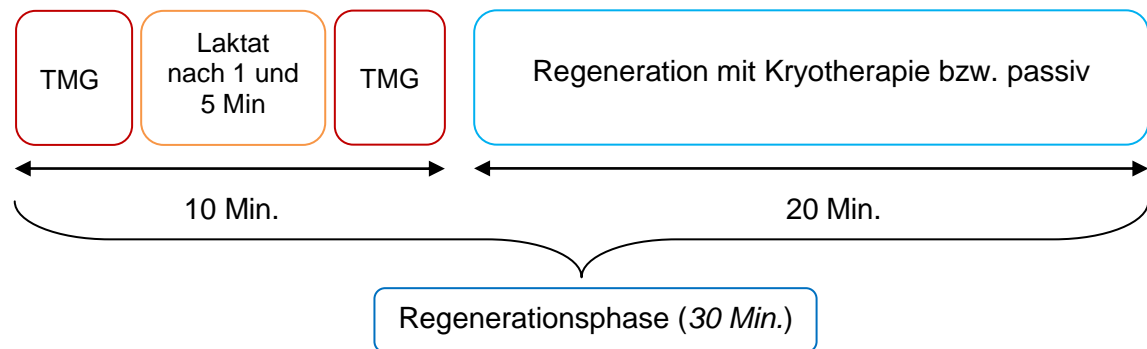 TMG
Laktat
nach 1 und
5 Min
TMG
Regeneration mit Kryotherapie bzw. passiv
10 Min.
20 Min.
Regenerationsphase (30 Min.)